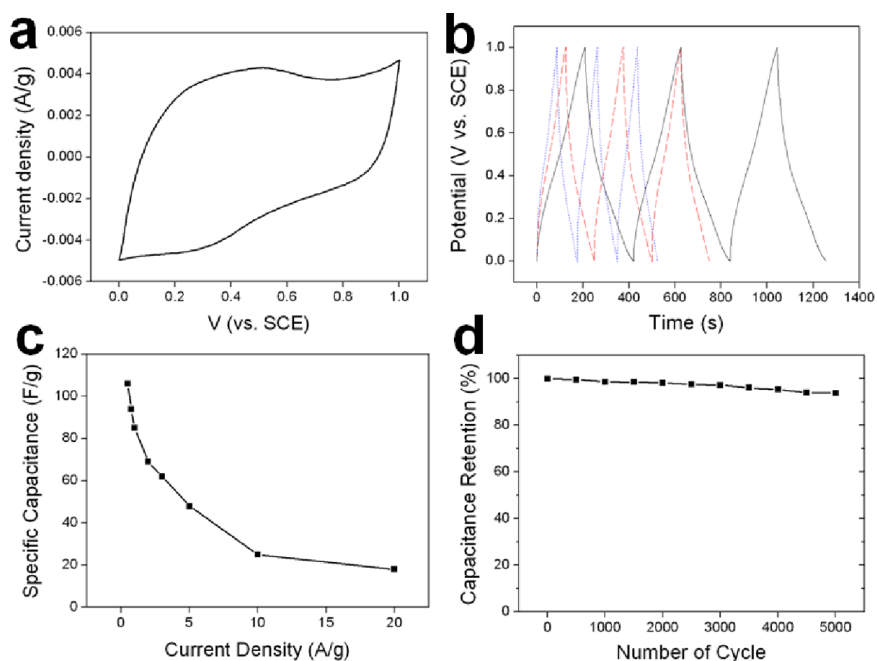 a
0.006
0.004
0.002
0.000
-0.002
-0.004
-0.006
0.0 0.2 0.4 0.6 0.8 1.0
V (vs. SCE)
Current density (A/g)
b
1.0
0.8
0.6
0.4
0.2
0.0
0 200 400 600 800 1000 1200 1400
Time (s)
Potential (V vs. SCE)
c
120
100
80
60
40
20
0
0 5 10 15 20
Current Density (A/g)
Specific Capacitance (F/g)
d
100
80
60
40
20
0
0 1000 2000 3000 4000 5000
Number of Cycle
Capacitance Retention (%)